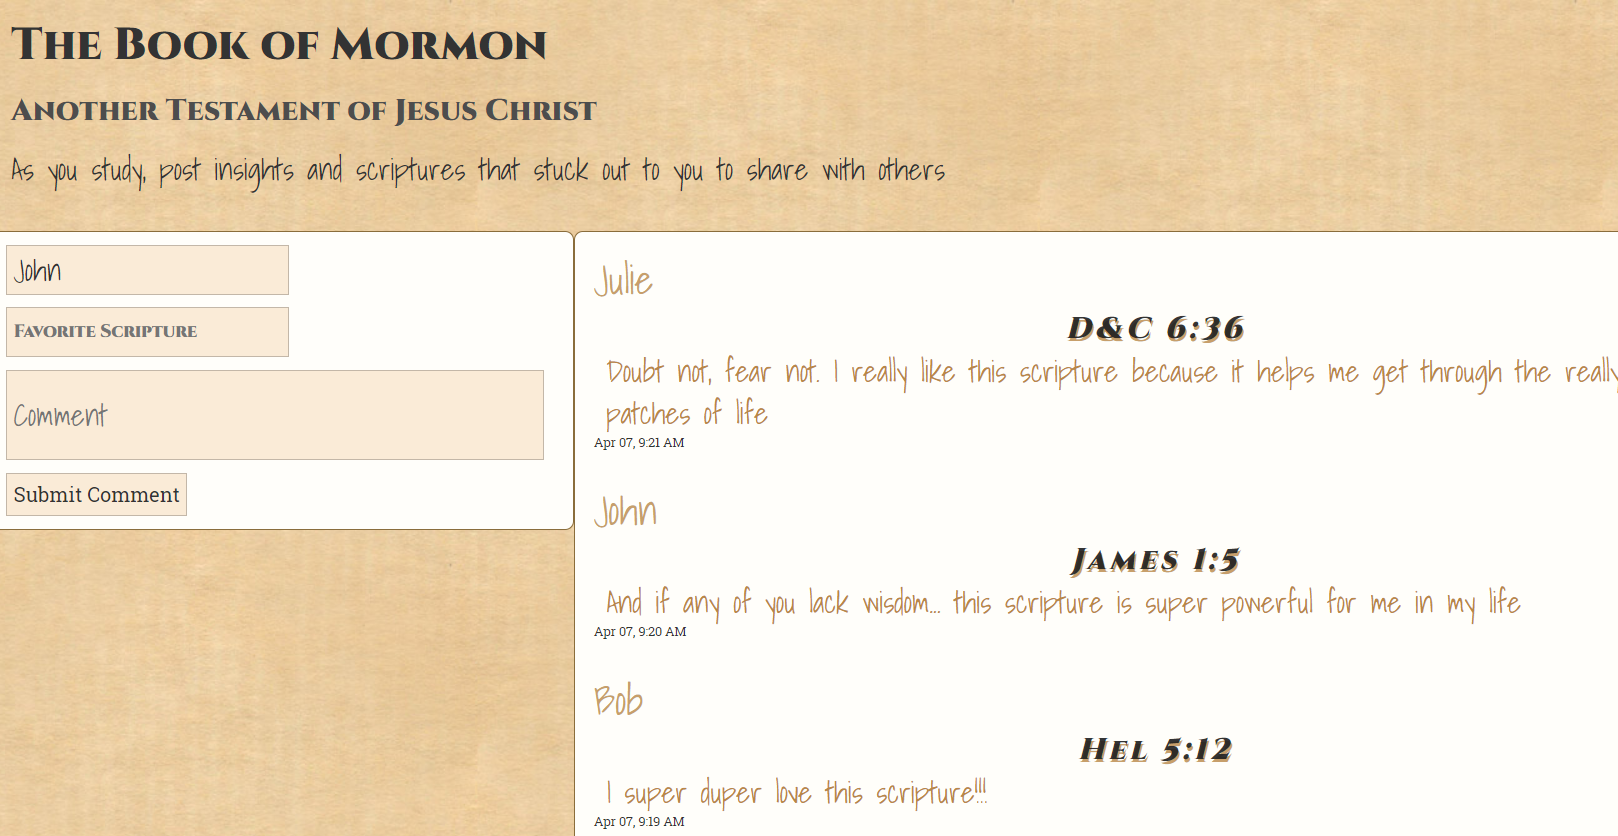 The Book of Mormon
Another Testament of Jesus Christ
As you study, post insights and scriptures that stuck out to you to share with others
John
Favorite Scripture
Comment
Submit Comment
Julie
D&C 6:36
Doubt not, fear not. I really like this scripture because it helps me get through the really
patches of life
Apr 07, 9:21 AM
John
James 1:5
And if any of you lack wisdom... this scripture is super powerful for me in my life
Apr 07, 9:20 AM
Bob
Hel 5:12
I super duper love this scripture!!!
Apr 07, 9:19 AM